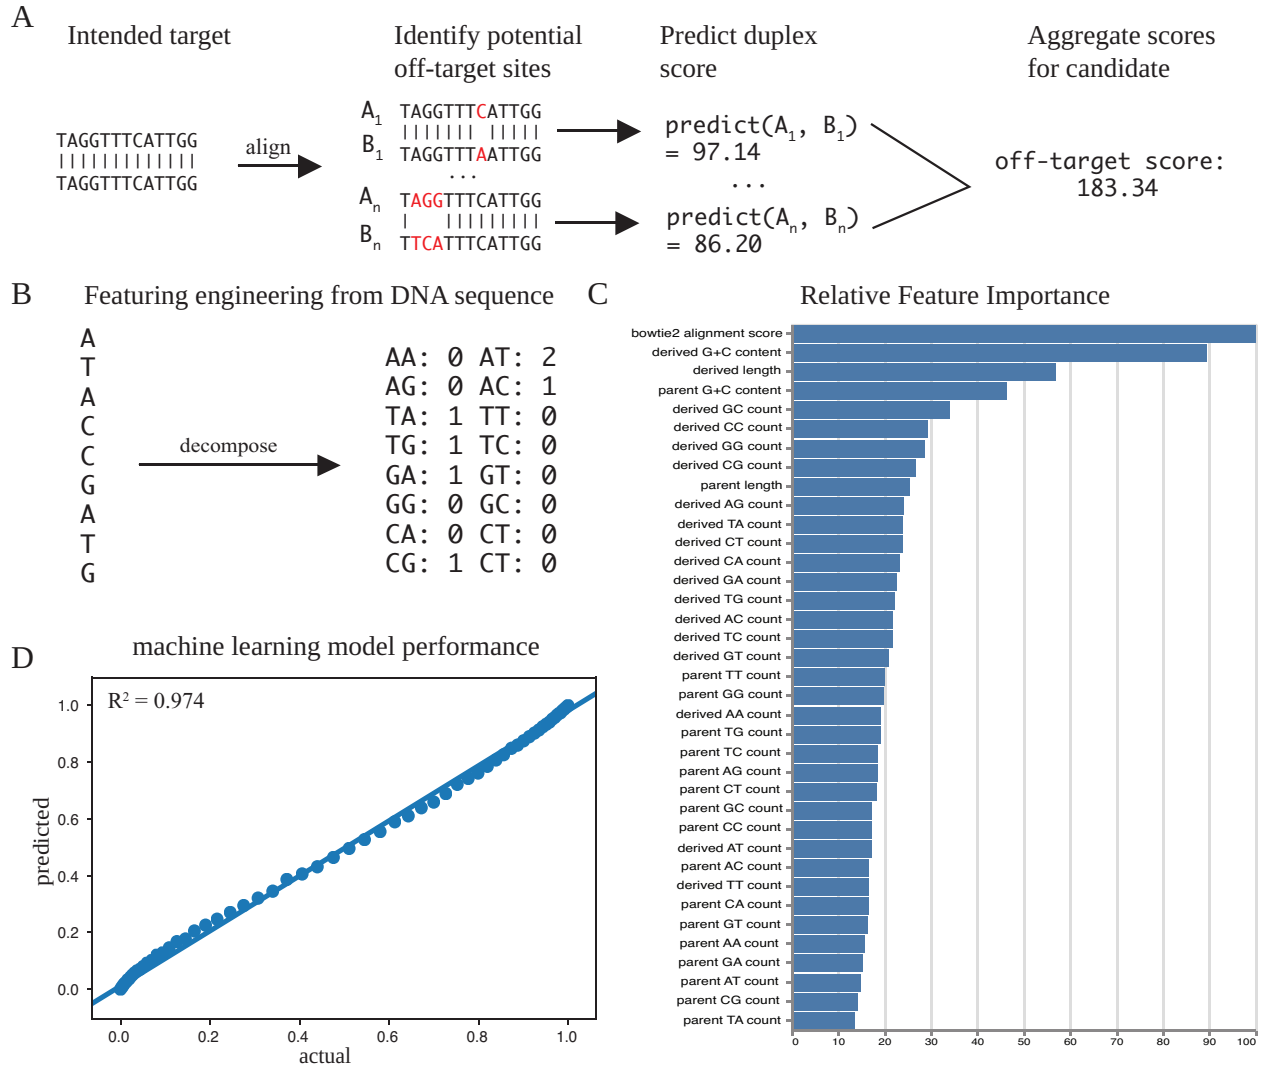 A
Intended target
Identify potential
off-target sites
Predict duplex
score
Aggregate scores
for candidate
TAGGTTTCATTGG
TAGGTTTCATTGG
align
A1 TAGGTTTCATTGG
B1 TAGGTTTAATTGG
...
An TAGGTTTCATTGG
Bn TTCATTTCATTGG
predict(A1, B1)
= 97.14
...
predict(An, Bn)
= 86.20
off-target score:
183.34
B
Featuring engineering from DNA sequence
A
T
A
C
C
G
A
T
G
decompose
AA: 0 AT: 2
AG: 0 AC: 1
TA: 1 TT: 0
TG: 1 TC: 0
GA: 1 GT: 0
GG: 0 GC: 0
CA: 0 CT: 0
CG: 1 CT: 0
C
Relative Feature Importance
bowtie2 alignment score
derived G+C content
derived length
parent G+C content
derived GC count
derived CC count
derived GG count
derived CG count
parent length
derived AG count
derived TA count
derived CT count
derived CA count
derived GA count
derived TG count
derived AC count
derived TC count
derived GT count
parent TT count
parent GG count
derived AA count
parent TG count
parent TC count
parent AG count
parent CT count
parent GC count
parent CC count
derived AT count
parent AC count
derived TT count
parent CA count
parent GT count
parent AA count
parent GA count
parent AT count
parent CG count
parent TA count
0 10 20 30 40 50 60 70 80 90 100
D
machine learning model performance
R² = 0.974
predicted
1.0
0.8
0.6
0.4
0.2
0.0
0.0 0.2 0.4 0.6 0.8 1.0
actual